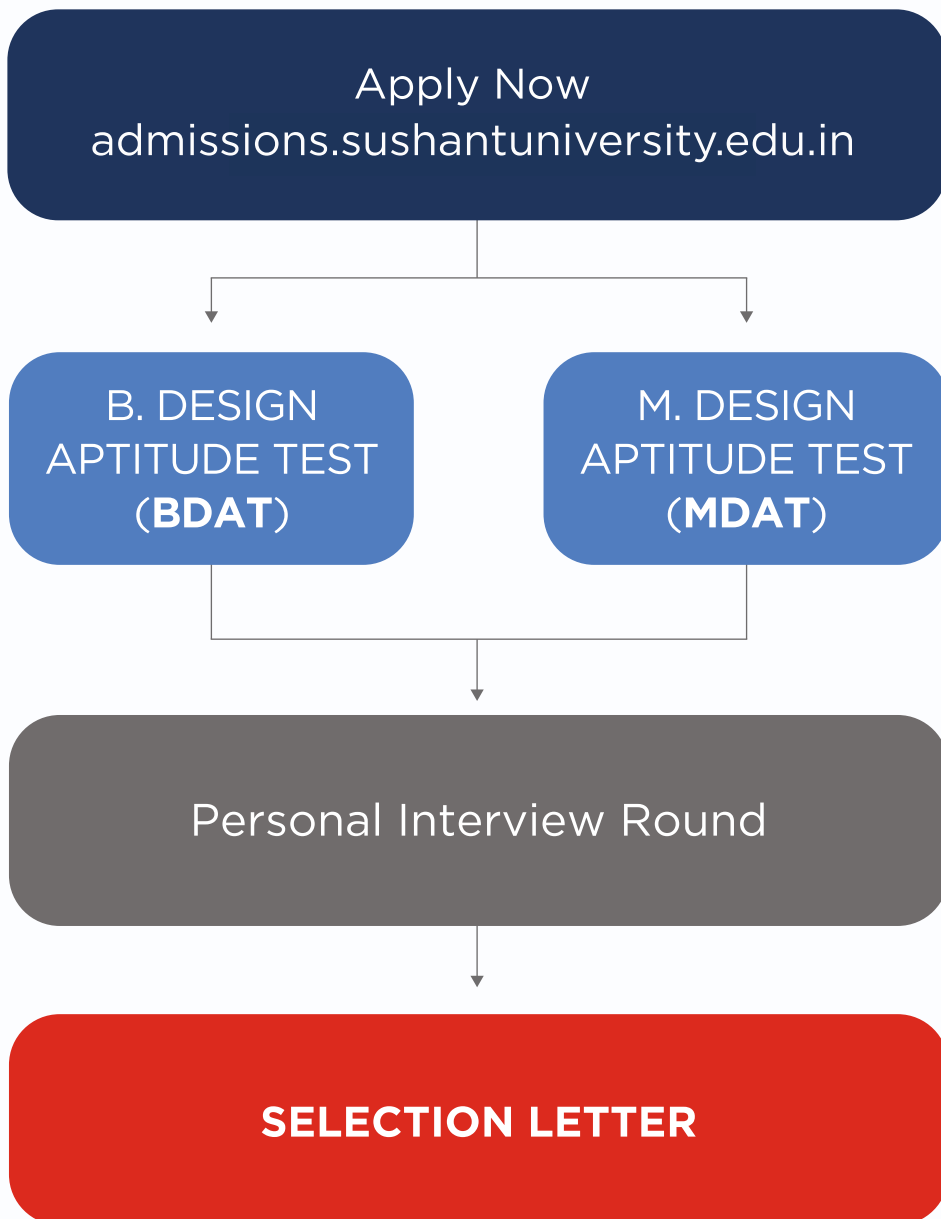 Apply Now
admissions.sushantuniversity.edu.in
B. DESIGN
APTITUDE TEST
(BDAT)
M. DESIGN
APTITUDE TEST
(MDAT)
Personal Interview Round
SELECTION LETTER